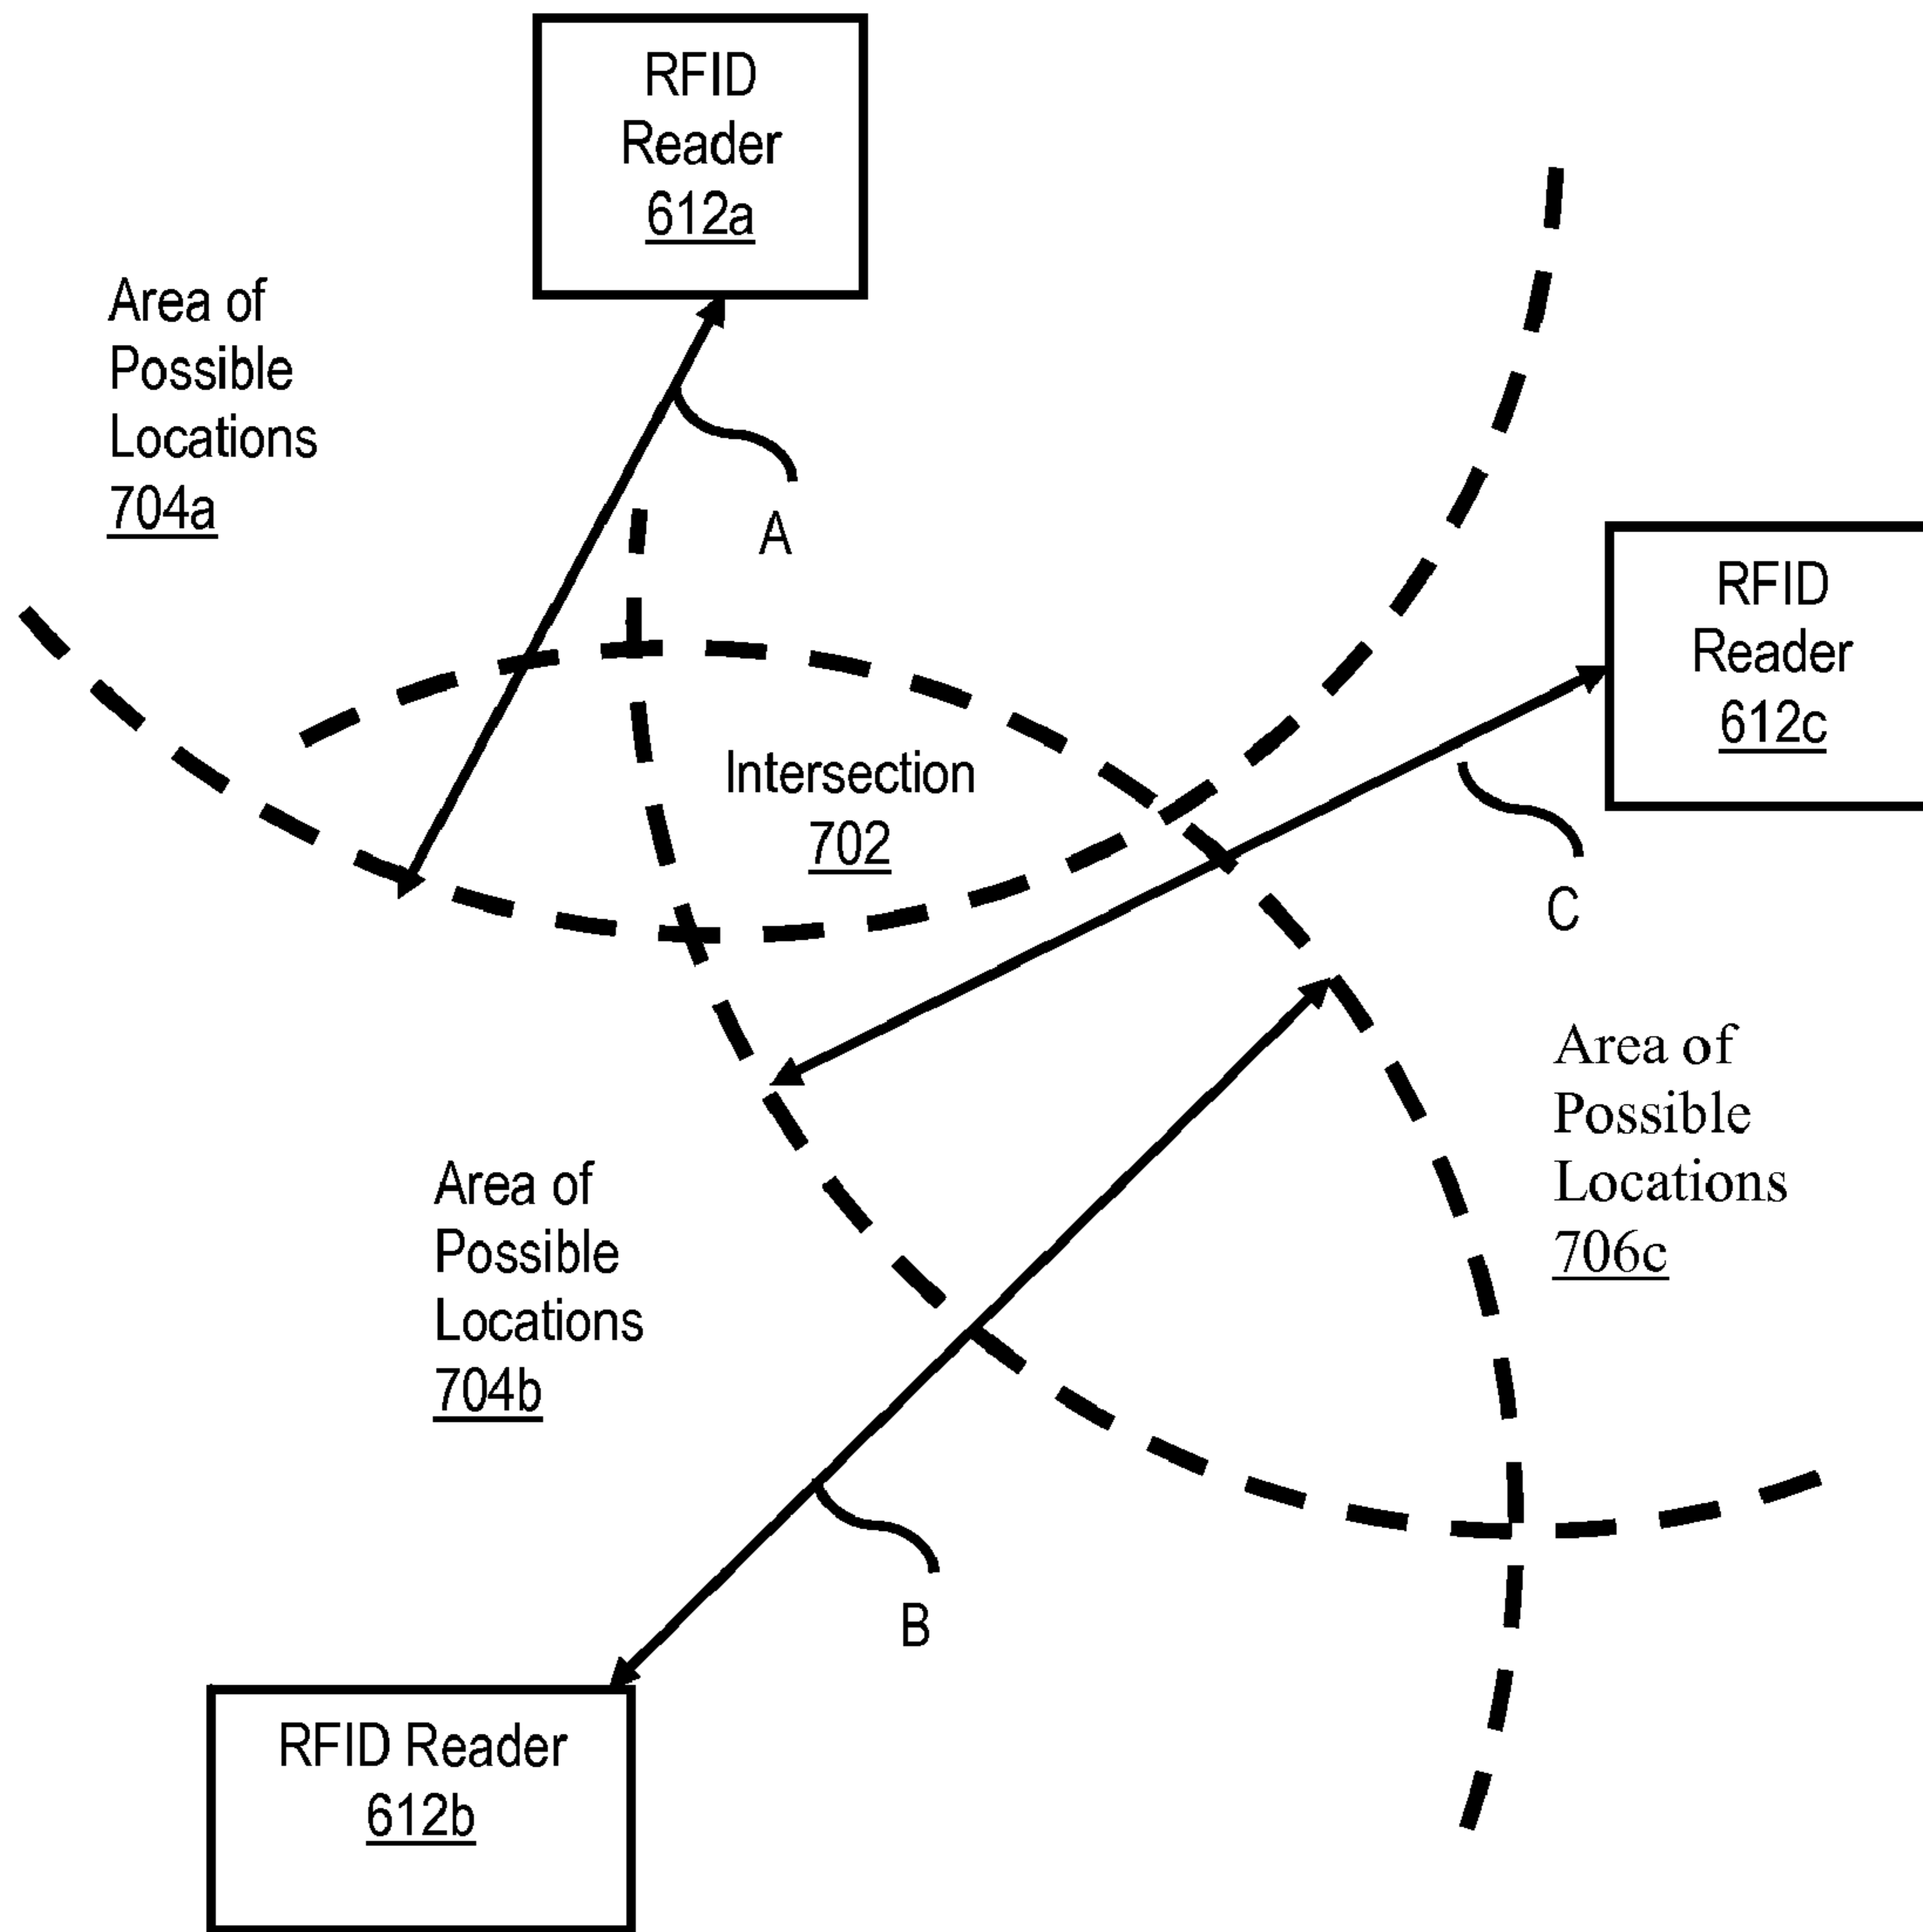 RFID
Reader
612a
Area of
Possible
Locations
704a
A
RFID
Reader
612c
Intersection
702
C
Area of
Possible
Locations
706c
Area of
Possible
Locations
704b
B
RFID Reader
612b